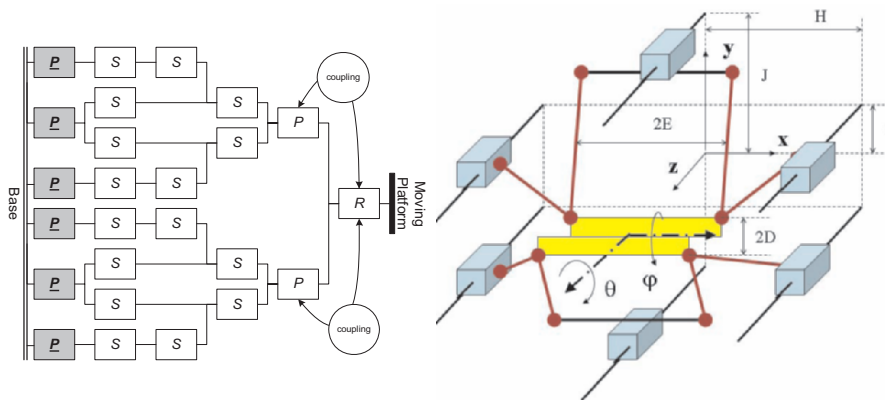 P S S
S
P S P
S S
P S S
P S S
S
P S P
S S
P S S
coupling
R
coupling
Base
Moving
Platform
H
y
J
2E
x
z
2D
φ
θ